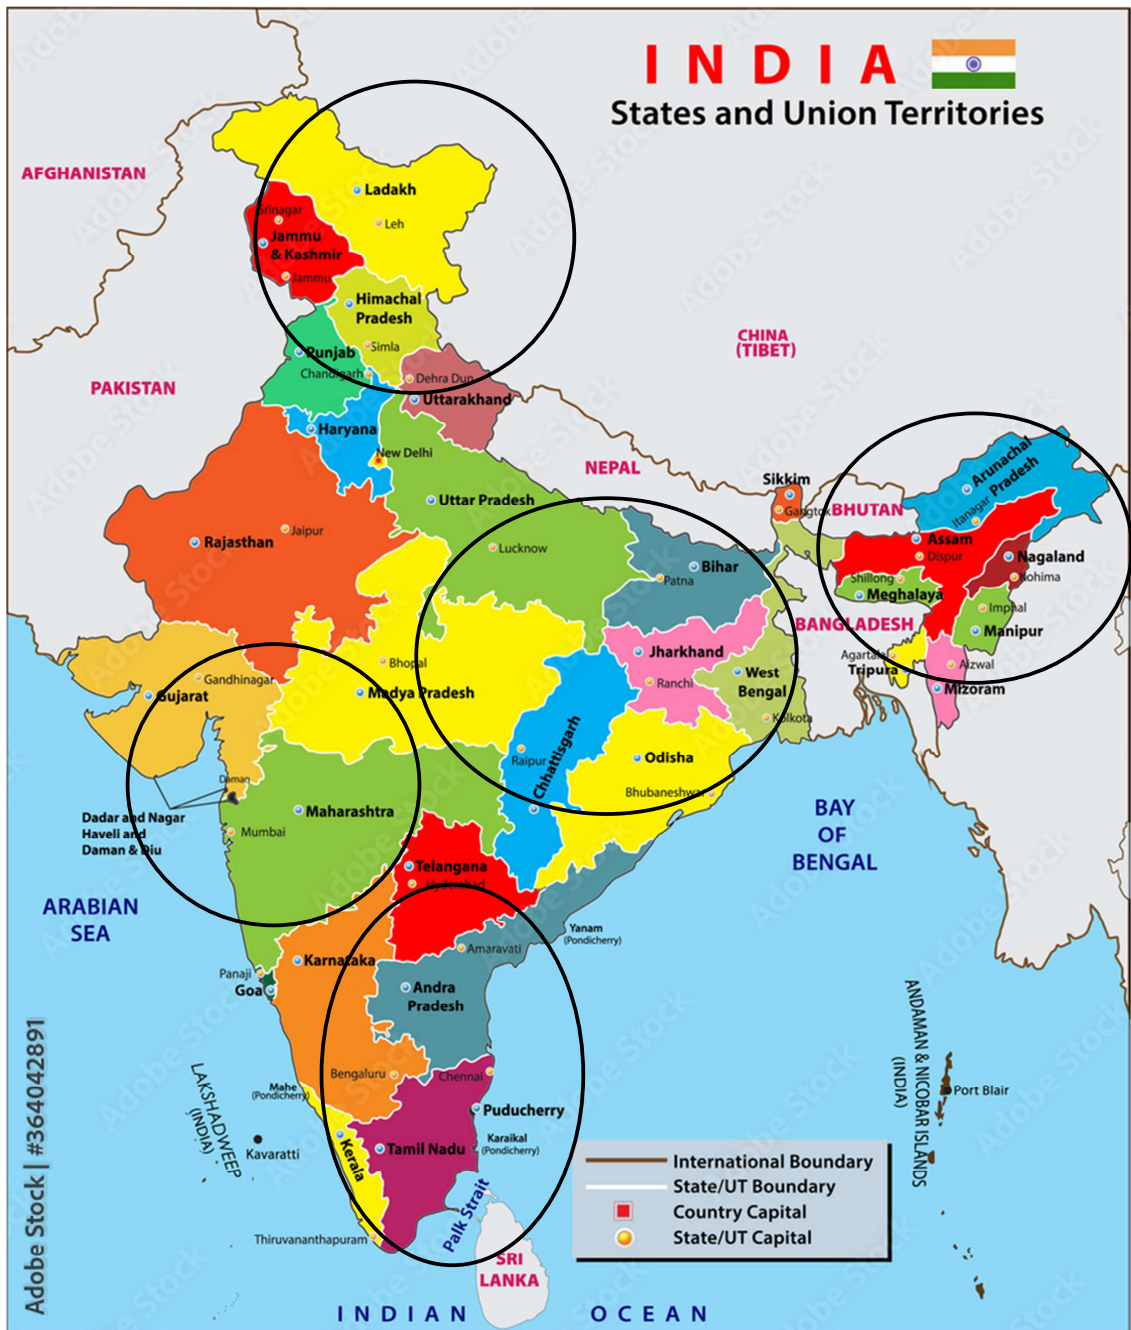 INDIA
States and Union Territories
AFGHANISTAN
Ladakh
Leh
Srinagar
Jammu
& Kashmir
Jammu
Himachal
Pradesh
Simla
CHINA
(TIBET)
PAKISTAN
Punjab
Chandigarh
Dehra Dun
Uttarakhand
Haryana
New Delhi
NEPAL
Sikkim
Gangtok
BHUTAN
Arunachal
Pradesh
Itanagar
Uttar Pradesh
Lucknow
Rajasthan
Jaipur
Bihar
Patna
Assam
Dispur
Nagaland
Kohima
Shillong
Meghalaya
Imphal
Manipur
BANGLADESH
Agartala
Tripura
Aizwal
Mizoram
Jharkhand
Ranchi
West
Bengal
Kolkota
Bhopal
Madya Pradesh
Gandhinagar
Gujarat
Chhattisgarh
Raipur
Odisha
Bhubaneshwar
Daman
Dadar and Nagar
Haveli and
Daman & Diu
Maharashtra
Mumbai
BAY
OF
BENGAL
Telangana
Hyderabad
ARABIAN
SEA
Yanam
(Pondicherry)
Amaravati
Karnataka
Panaji
Goa
Andra
Pradesh
Bengaluru
Chennai
Mahe
(Pondicherry)
Puducherry
LAKSHADWEEP
(INDIA)
Kavaratti
Kerala
Tamil Nadu
Karaikal
(Pondicherry)
ANDAMAN & NICOBAR ISLANDS
(INDIA)
Port Blair
Palk Strait
Thiruvananthapuram
SRI
LANKA
International Boundary
State/UT Boundary
Country Capital
State/UT Capital
INDIAN OCEAN
Adobe Stock | #364042891